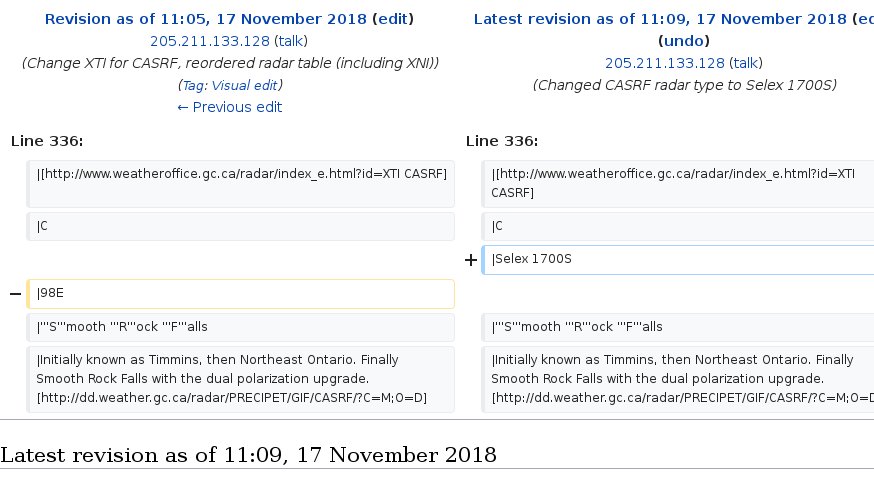 Revision as of 11:05, 17 November 2018 (edit)
205.211.133.128 (talk)
(Change XTI for CASRF, reordered radar table (including XNI))
(Tag: Visual edit)
← Previous edit
Latest revision as of 11:09, 17 November 2018 (ed
(undo)
205.211.133.128 (talk)
(Changed CASRF radar type to Selex 1700S)
Line 336:
Line 336:
|[http://www.weatheroffice.gc.ca/radar/index_e.html?id=XTI CASRF]
|[http://www.weatheroffice.gc.ca/radar/index_e.html?id=XTI
CASRF]
|C
|C
+ |Selex 1700S
− |98E
|'''S'''mooth '''R'''ock '''F'''alls
|'''S'''mooth '''R'''ock '''F'''alls
|Initially known as Timmins, then Northeast Ontario. Finally
Smooth Rock Falls with the dual polarization upgrade.
[http://dd.weather.gc.ca/radar/PRECIPET/GIF/CASRF/?C=M;O=D]
|Initially known as Timmins, then Northeast Ontario. Finally
Smooth Rock Falls with the dual polarization upgrade.
[http://dd.weather.gc.ca/radar/PRECIPET/GIF/CASRF/?C=M;O=D
Latest revision as of 11:09, 17 November 2018